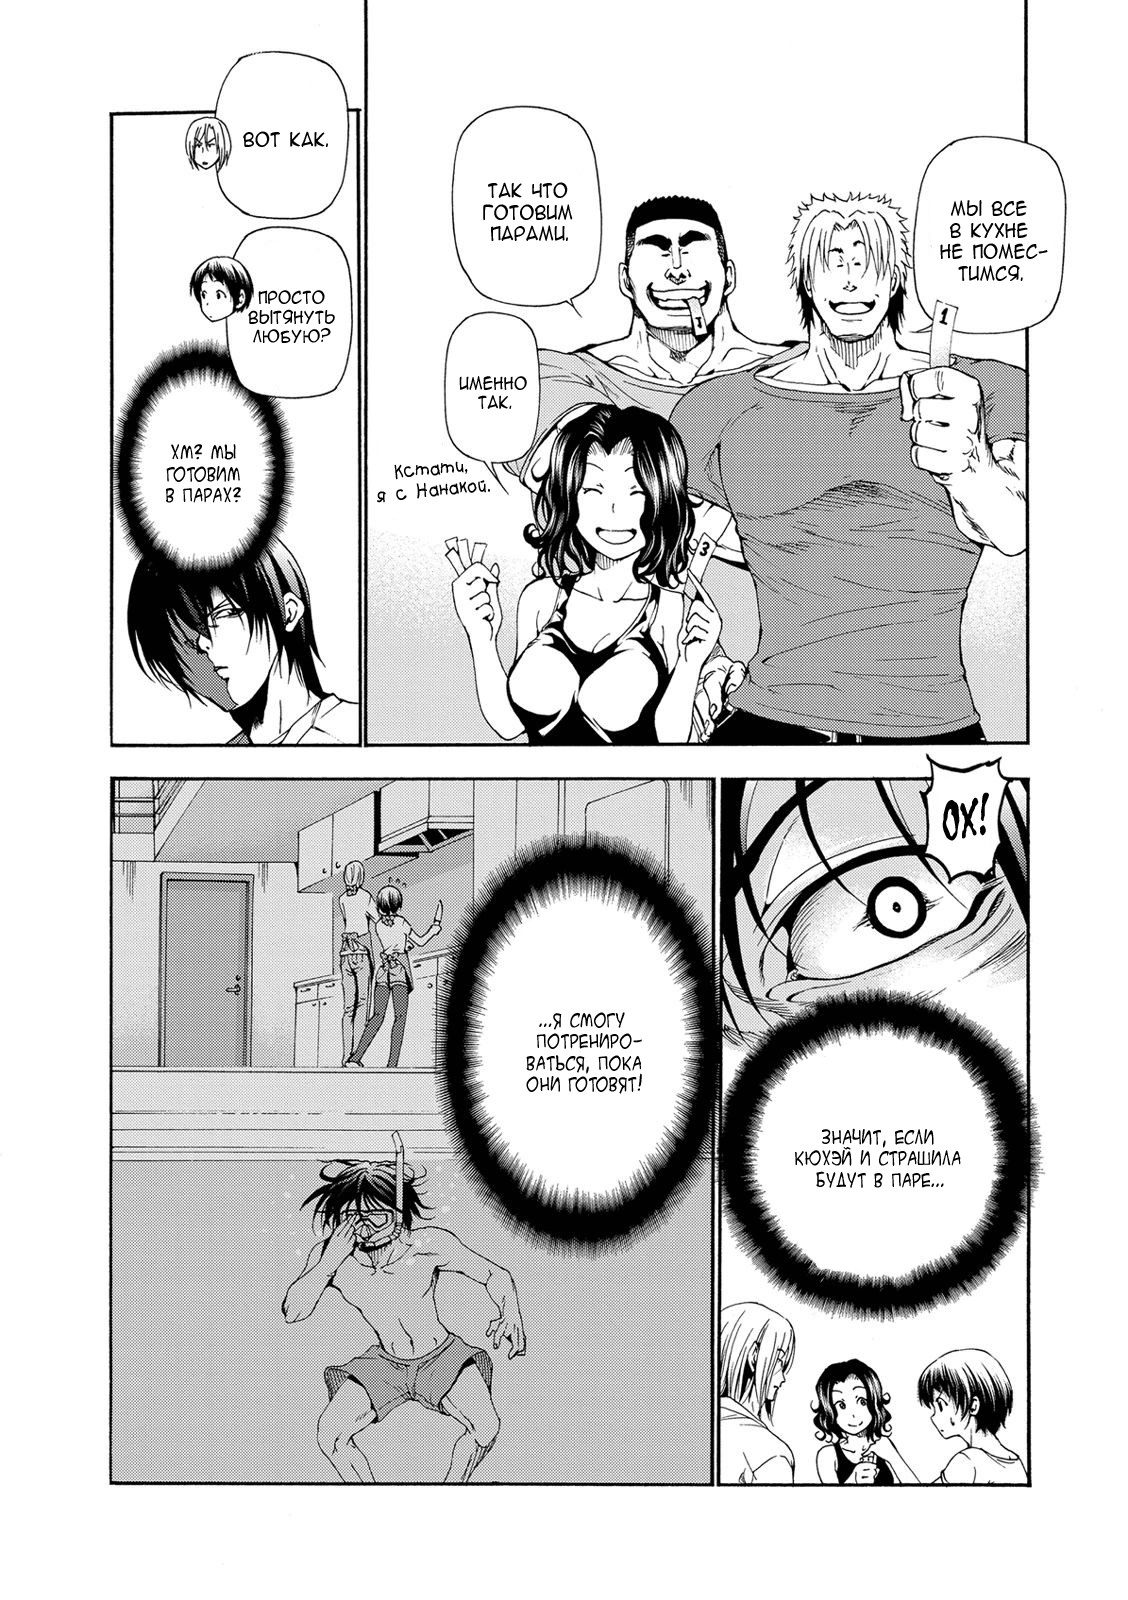 МЫ ВСЕ
В КУХНЕ
НЕ ПОМЕС-
ТИМСЯ.
1
ТАК ЧТО
ГОТОВИМ
ПАРАМИ.
1
ИМЕННО
ТАК.
Кстати,
я с Нанакой.
3
ВОТ КАК.
ПРОСТО
ВЫТЯНУТЬ
ЛЮБУЮ?
ХМ? МЫ
ГОТОВИМ
В ПАРАХ?
ОХ!
ЗНАЧИТ, ЕСЛИ
КЮХЭЙ И СТРАШИЛА
БУДУТ В ПАРЕ...
...Я СМОГУ
ПОТРЕНИРО-
ВАТЬСЯ, ПОКА
ОНИ ГОТОВЯТ!